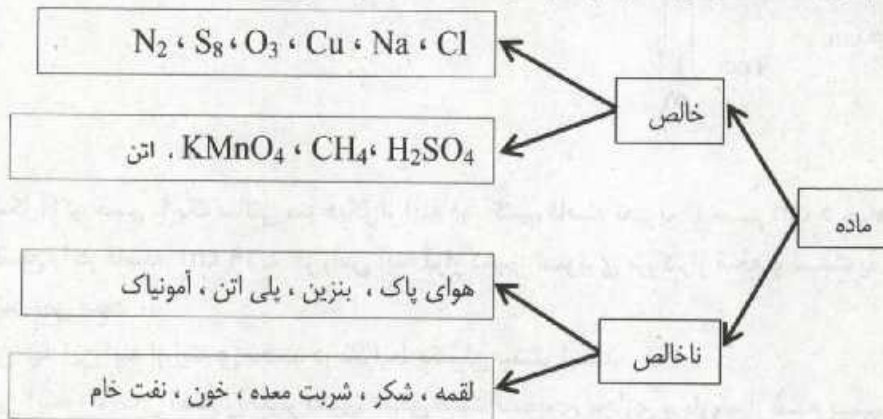 N₂ ، S₈ ، O₃ ، Cu ، Na ، Cl
خالص
اتن ، KMnO₄ ، CH₄ ، H₂SO₄
ماده
هوای پاک ، بنزین ، پلی اتن ، آمونیاک
ناخالص
لقمه ، شکر ، شربت معده ، خون ، نفت خام